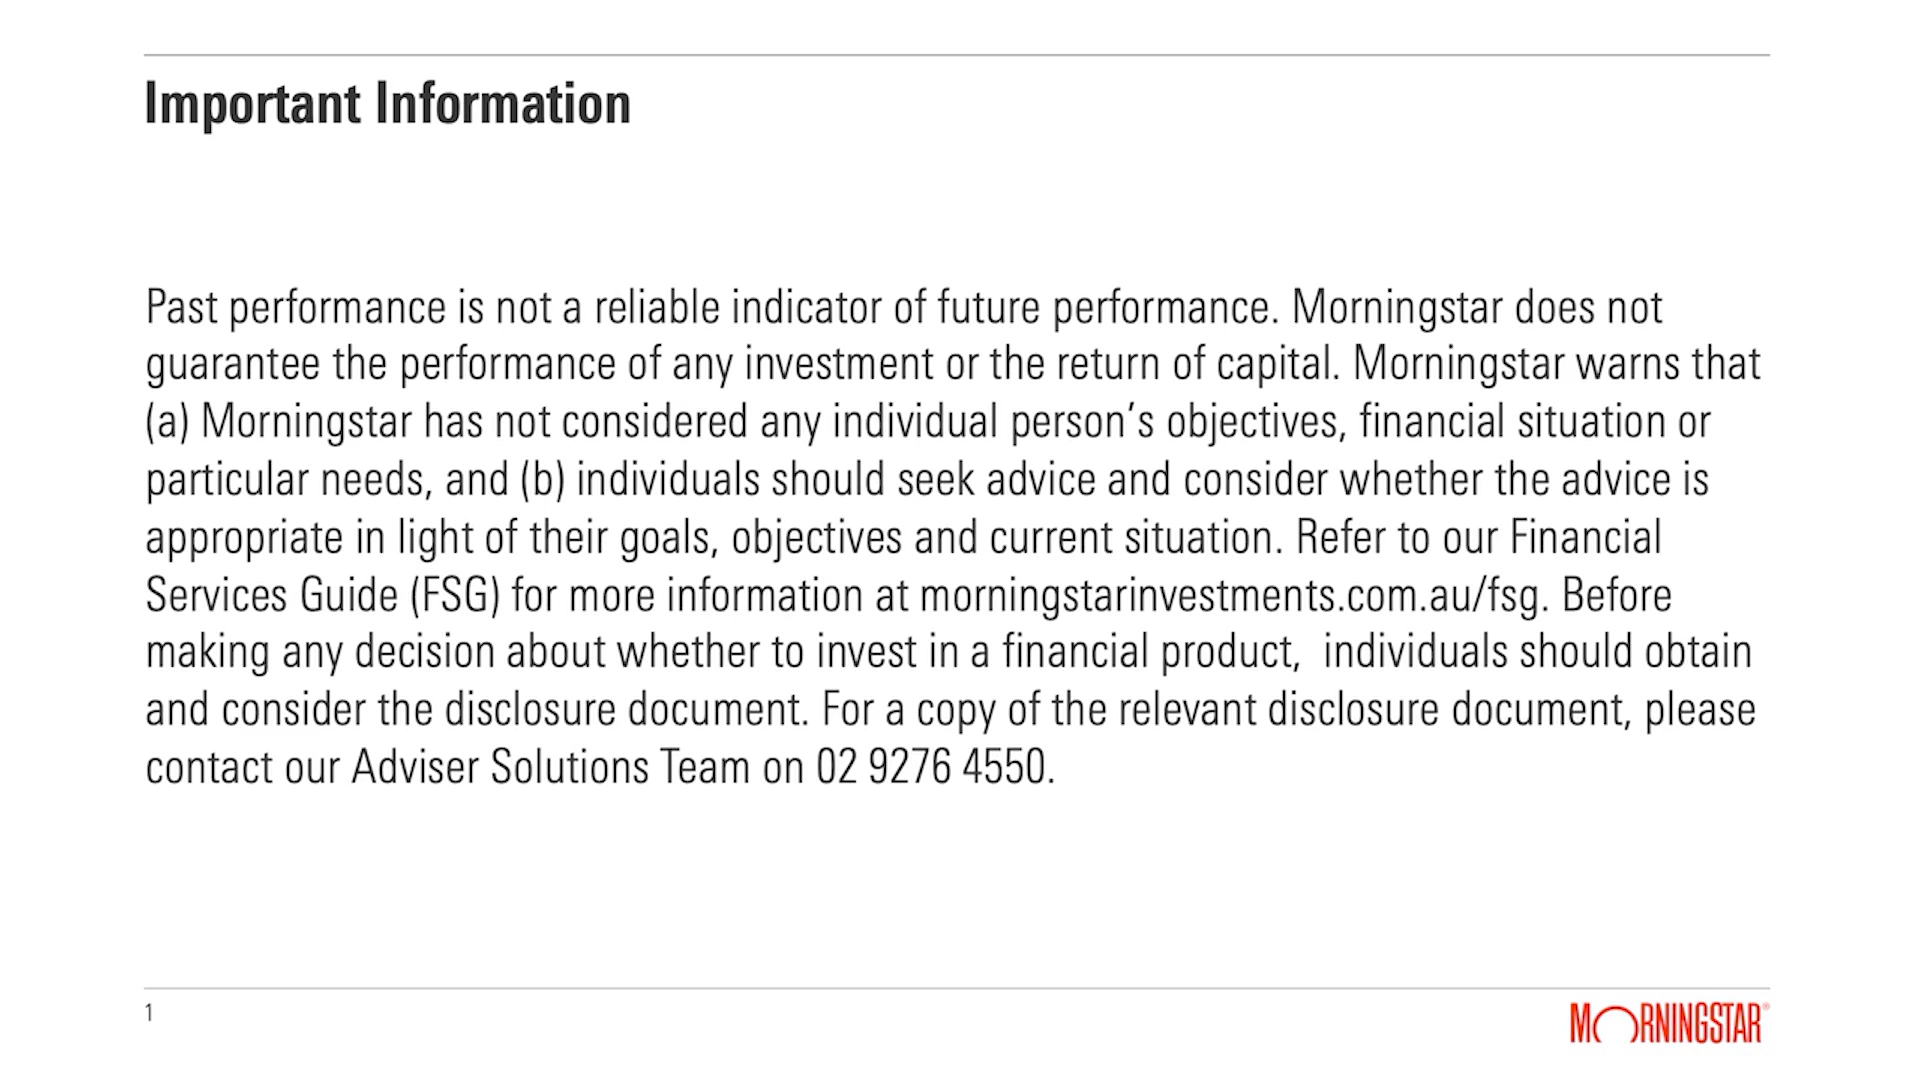 Important Information
Past performance is not a reliable indicator of future performance. Morningstar does not
guarantee the performance of any investment or the return of capital. Morningstar warns that
(a) Morningstar has not considered any individual person’s objectives, financial situation or
particular needs, and (b) individuals should seek advice and consider whether the advice is
appropriate in light of their goals, objectives and current situation. Refer to our Financial
Services Guide (FSG) for more information at morningstarinvestments.com.au/fsg. Before
making any decision about whether to invest in a financial product,  individuals should obtain
and consider the disclosure document. For a copy of the relevant disclosure document, please
contact our Adviser Solutions Team on 02 9276 4550.
1
MORNINGSTAR®